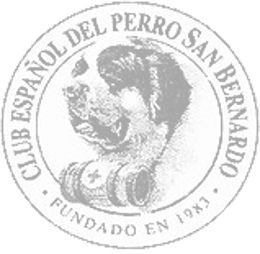 CLUB ESPAÑOL DEL PERRO SAN BERNARDO
· FUNDADO EN 1983 ·